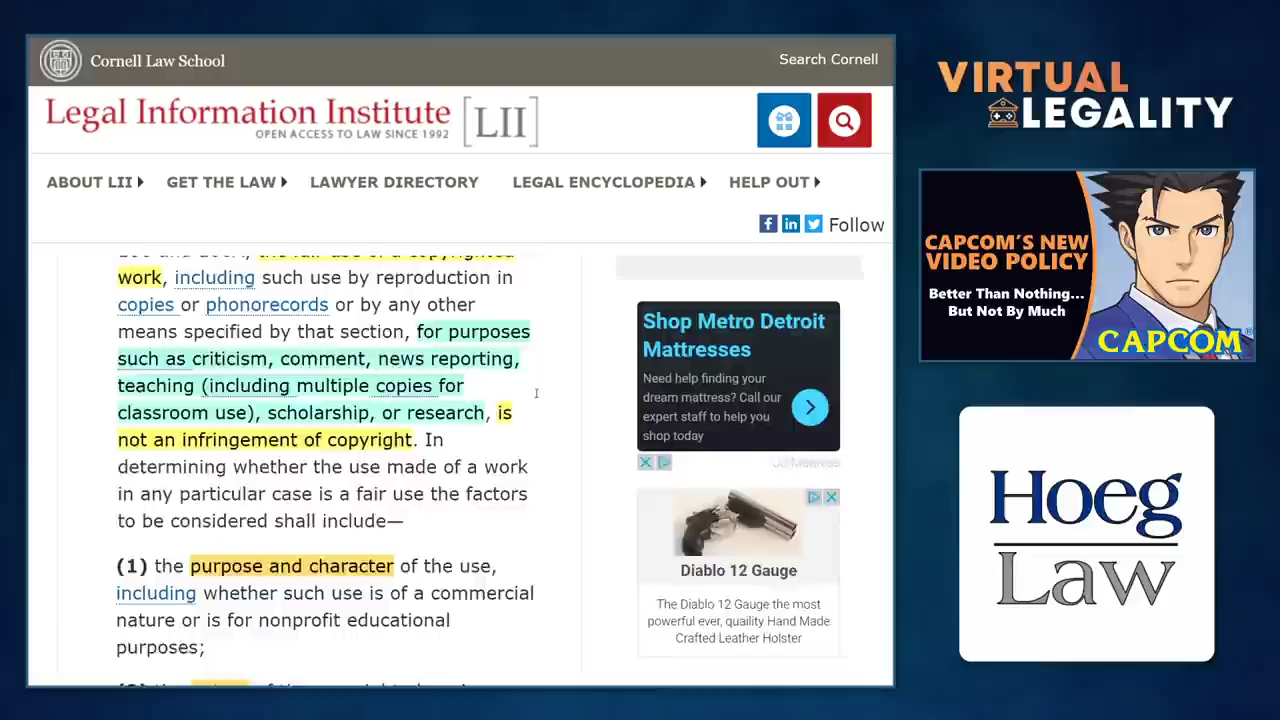 Cornell Law School
Search Cornell
Legal Information Institute [LII]
OPEN ACCESS TO LAW SINCE 1992
ABOUT LII
GET THE LAW
LAWYER DIRECTORY
LEGAL ENCYCLOPEDIA
HELP OUT
Follow
work, including such use by reproduction in
copies or phonorecords or by any other
means specified by that section, for purposes
such as criticism, comment, news reporting,
teaching (including multiple copies for
classroom use), scholarship, or research, is
not an infringement of copyright. In
determining whether the use made of a work
in any particular case is a fair use the factors
to be considered shall include—
(1) the purpose and character of the use,
including whether such use is of a commercial
nature or is for nonprofit educational
purposes;
Shop Metro Detroit
Mattresses
Need help finding your
dream mattress? Call our
expert staff to help you
shop today
Diablo 12 Gauge
The Diablo 12 Gauge the most
powerful ever, quaility Hand Made
Crafted Leather Holster
VIRTUAL
LEGALITY
CAPCOM'S NEW
VIDEO POLICY
Better Than Nothing...
But Not By Much
CAPCOM
Hoeg
Law